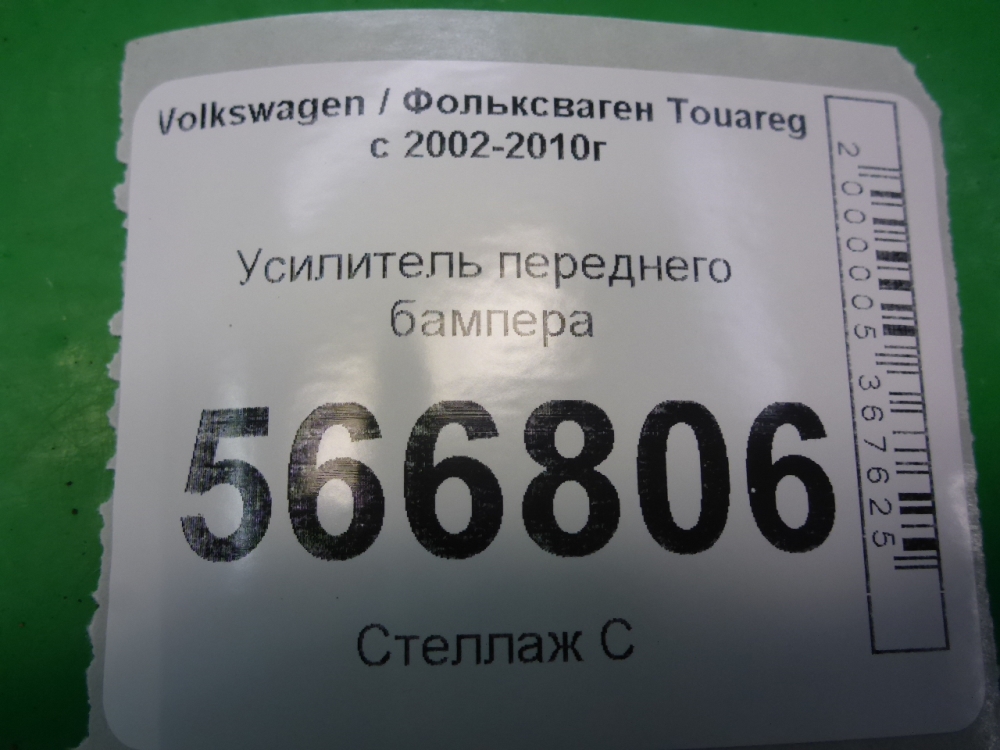 Volkswagen / Фольксваген Touareg
с 2002-2010г
Усилитель переднего
бампера
566806
Стеллаж С
2000005367625